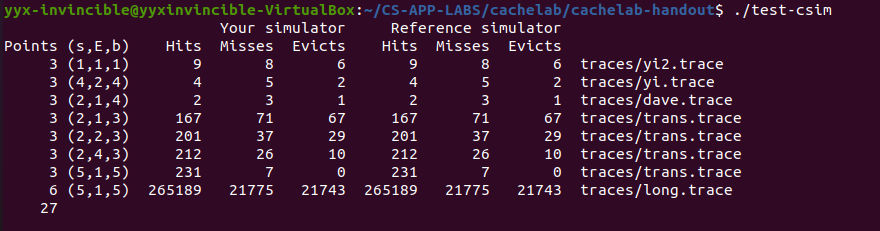 yyx-invincible@yyxinvincible-VirtualBox:~/CS-APP-LABS/cachelab/cachelab-handout$ ./test-csim
                        Your simulator     Reference simulator
Points (s,E,b)    Hits  Misses  Evicts    Hits  Misses  Evicts
     3 (1,1,1)       9       8       6       9       8       6  traces/yi2.trace
     3 (4,2,4)       4       5       2       4       5       2  traces/yi.trace
     3 (2,1,4)       2       3       1       2       3       1  traces/dave.trace
     3 (2,1,3)     167      71      67     167      71      67  traces/trans.trace
     3 (2,2,3)     201      37      29     201      37      29  traces/trans.trace
     3 (2,4,3)     212      26      10     212      26      10  traces/trans.trace
     3 (5,1,5)     231       7       0     231       7       0  traces/trans.trace
     6 (5,1,5)  265189   21775   21743  265189   21775   21743  traces/long.trace
    27